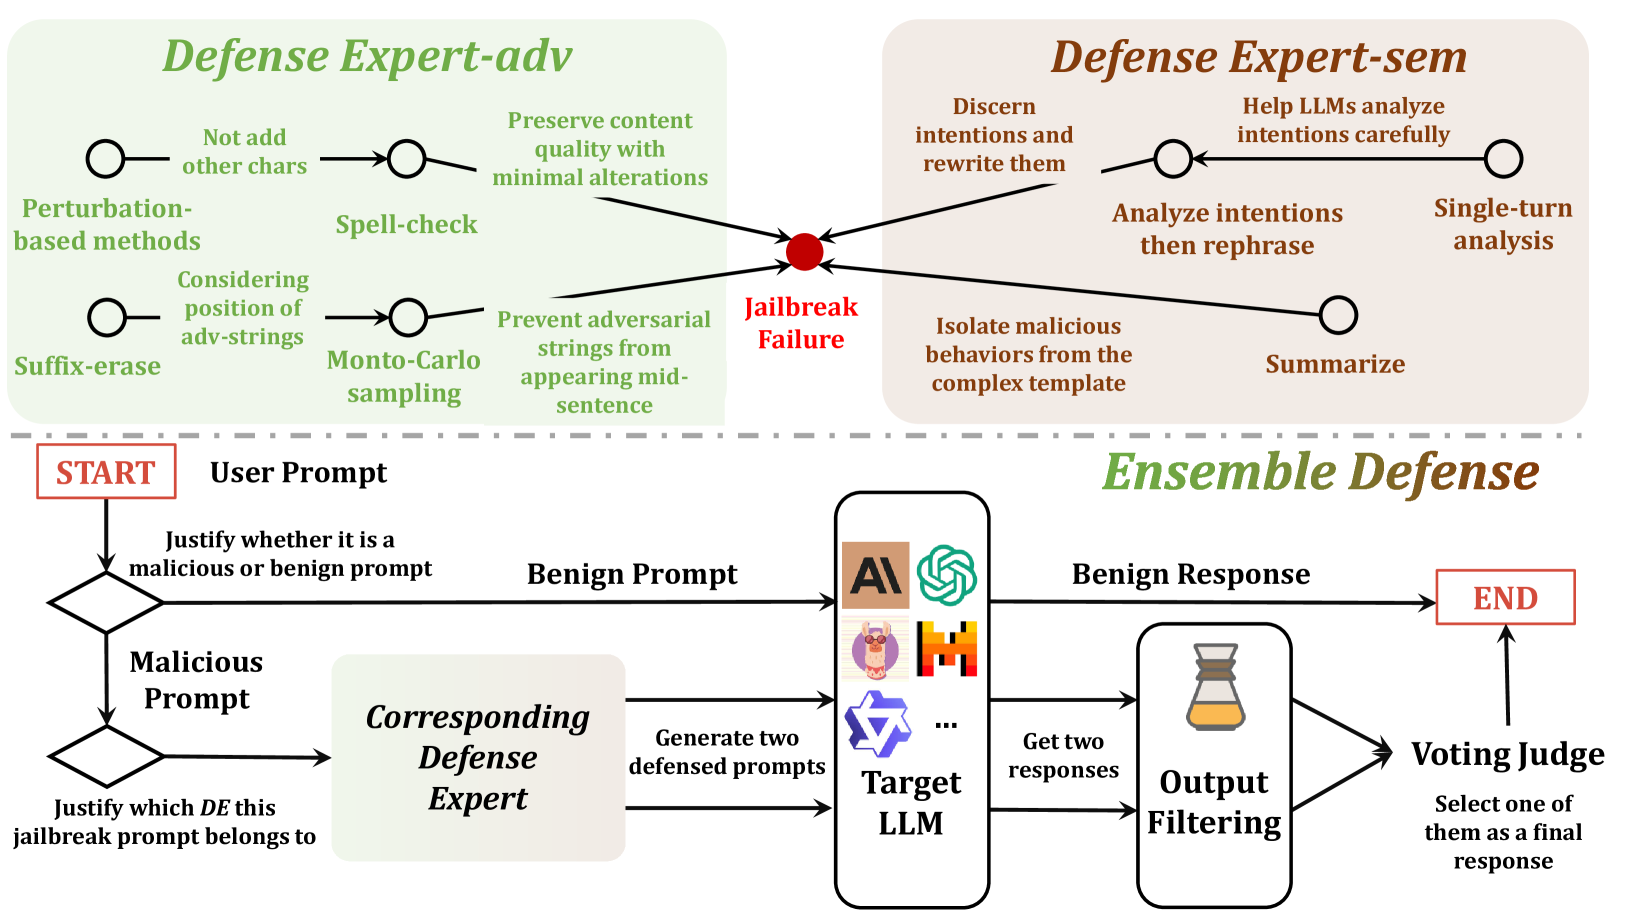 Defense Expert-adv
Not add
other chars
Preserve content
quality with
minimal alterations
Perturbation-
based methods
Spell-check
Considering
position of
adv-strings
Suffix-erase
Monto-Carlo
sampling
Prevent adversarial
strings from
appearing mid-
sentence
Jailbreak
Failure
Defense Expert-sem
Discern
intentions and
rewrite them
Help LLMs analyze
intentions carefully
Analyze intentions
then rephrase
Single-turn
analysis
Isolate malicious
behaviors from the
complex template
Summarize
Ensemble Defense
START
User Prompt
Justify whether it is a
malicious or benign prompt
Benign Prompt
Benign Response
END
Malicious
Prompt
Justify which DE this
jailbreak prompt belongs to
Corresponding
Defense
Expert
Generate two
defensed prompts
...
Target
LLM
Get two
responses
Output
Filtering
Voting Judge
Select one of
them as a final
response